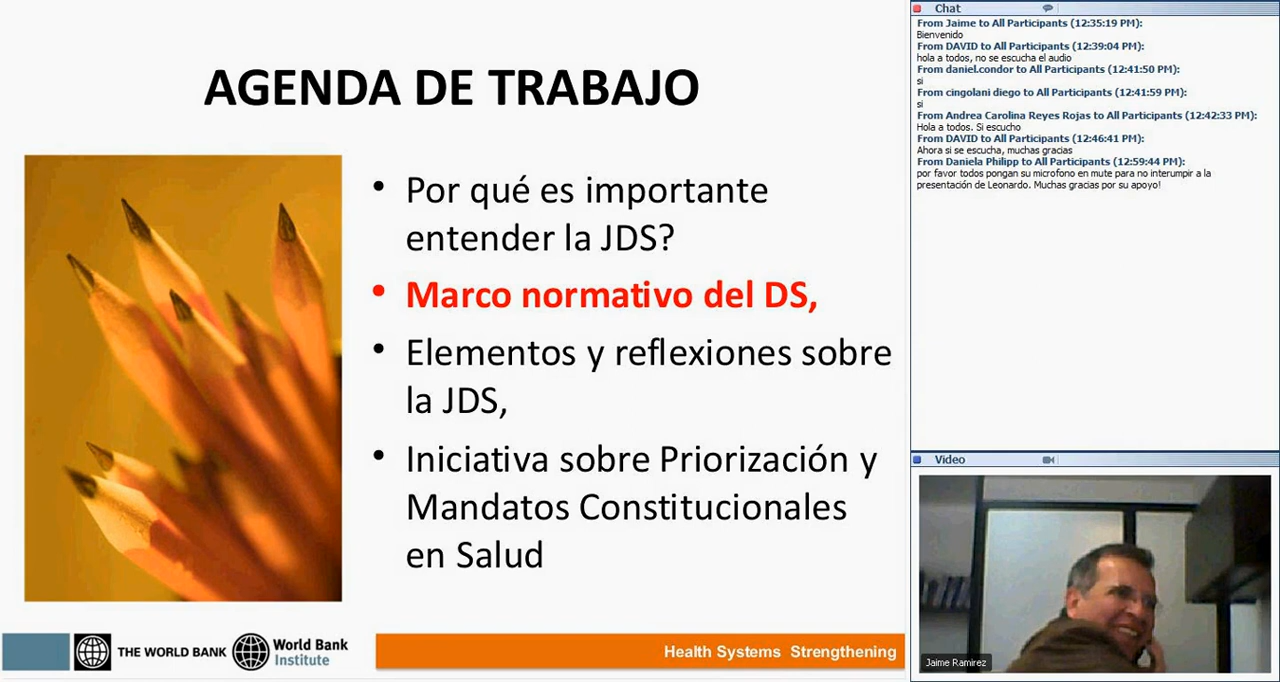 AGENDA DE TRABAJO
• Por qué es importante
entender la JDS?
• Marco normativo del DS,
• Elementos y reflexiones sobre
la JDS,
• Iniciativa sobre Priorización y
Mandatos Constitucionales
en Salud
THE WORLD BANK
World Bank
Institute
Health Systems Strengthening
Chat
From Jaime to All Participants (12:35:19 PM):
Bienvenido
From DAVID to All Participants (12:39:04 PM):
hola a todos, no se escucha el audio
From daniel.condor to All Participants (12:41:50 PM):
si
From cingolani diego to All Participants (12:41:59 PM):
si
From Andrea Carolina Reyes Rojas to All Participants (12:42:33 PM):
Hola a todos. Si escucho
From DAVID to All Participants (12:46:41 PM):
Ahora si se escucha, muchas gracias
From Daniela Philipp to All Participants (12:59:44 PM):
por favor todos pongan su microfono en mute para no interumpir a la
presentación de Leonardo. Muchas gracias por su apoyo!
Video
Jaime Ramirez